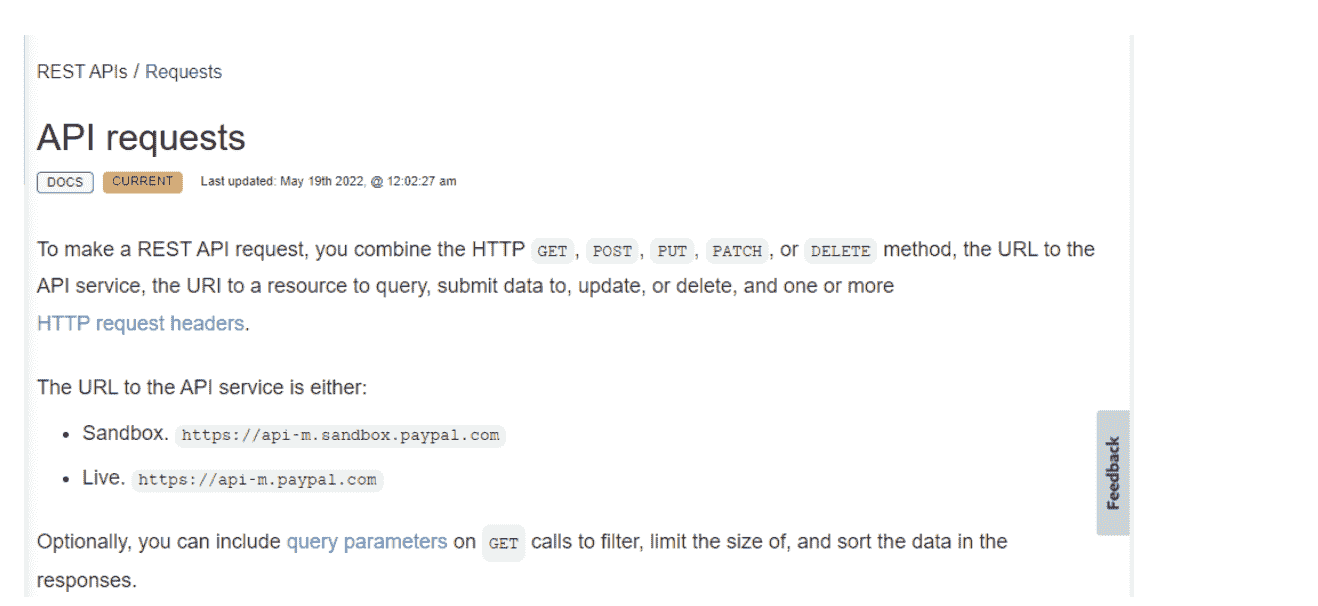 REST APIs / Requests
API requests
DOCS CURRENT Last updated: May 19th 2022, @ 12:02:27 am
To make a REST API request, you combine the HTTP GET, POST, PUT, PATCH, or DELETE method, the URL to the
API service, the URI to a resource to query, submit data to, update, or delete, and one or more
HTTP request headers.
The URL to the API service is either:
• Sandbox. https://api-m.sandbox.paypal.com
• Live. https://api-m.paypal.com
Feedback
Optionally, you can include query parameters on GET calls to filter, limit the size of, and sort the data in the
responses.